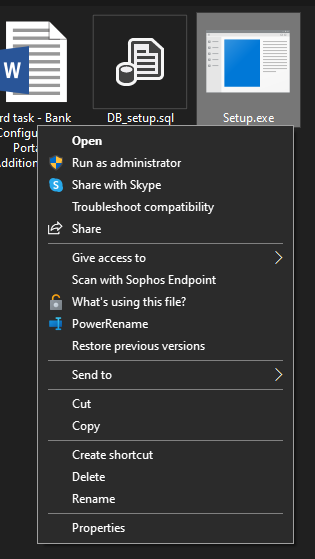 W
rd task - Bank
DB_setup.sql
Setup.exe
Configu
Porta
Addition
Open
Run as administrator
Share with Skype
Troubleshoot compatibility
Share
Give access to
Scan with Sophos Endpoint
What's using this file?
PowerRename
Restore previous versions
Send to
Cut
Copy
Create shortcut
Delete
Rename
Properties